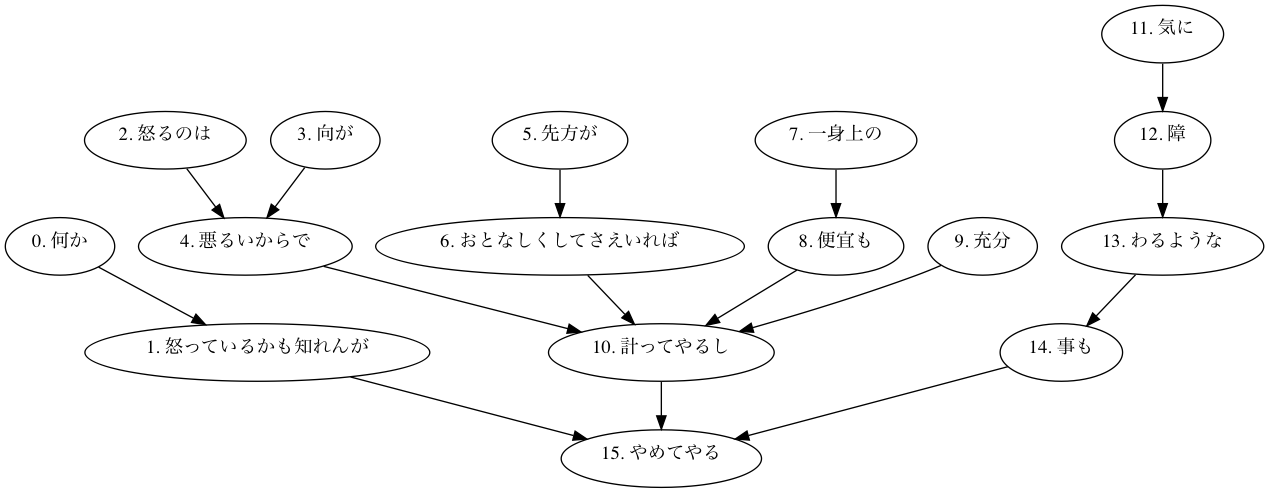 11. 気に
2. 怒るのは
3. 向が
5. 先方が
7. 一身上の
12. 障
0. 何か
4. 悪るいからで
6. おとなしくしてさえいれば
8. 便宜も
9. 充分
13. わるような
1. 怒っているかも知れんが
10. 計ってやるし
14. 事も
15. やめてやる